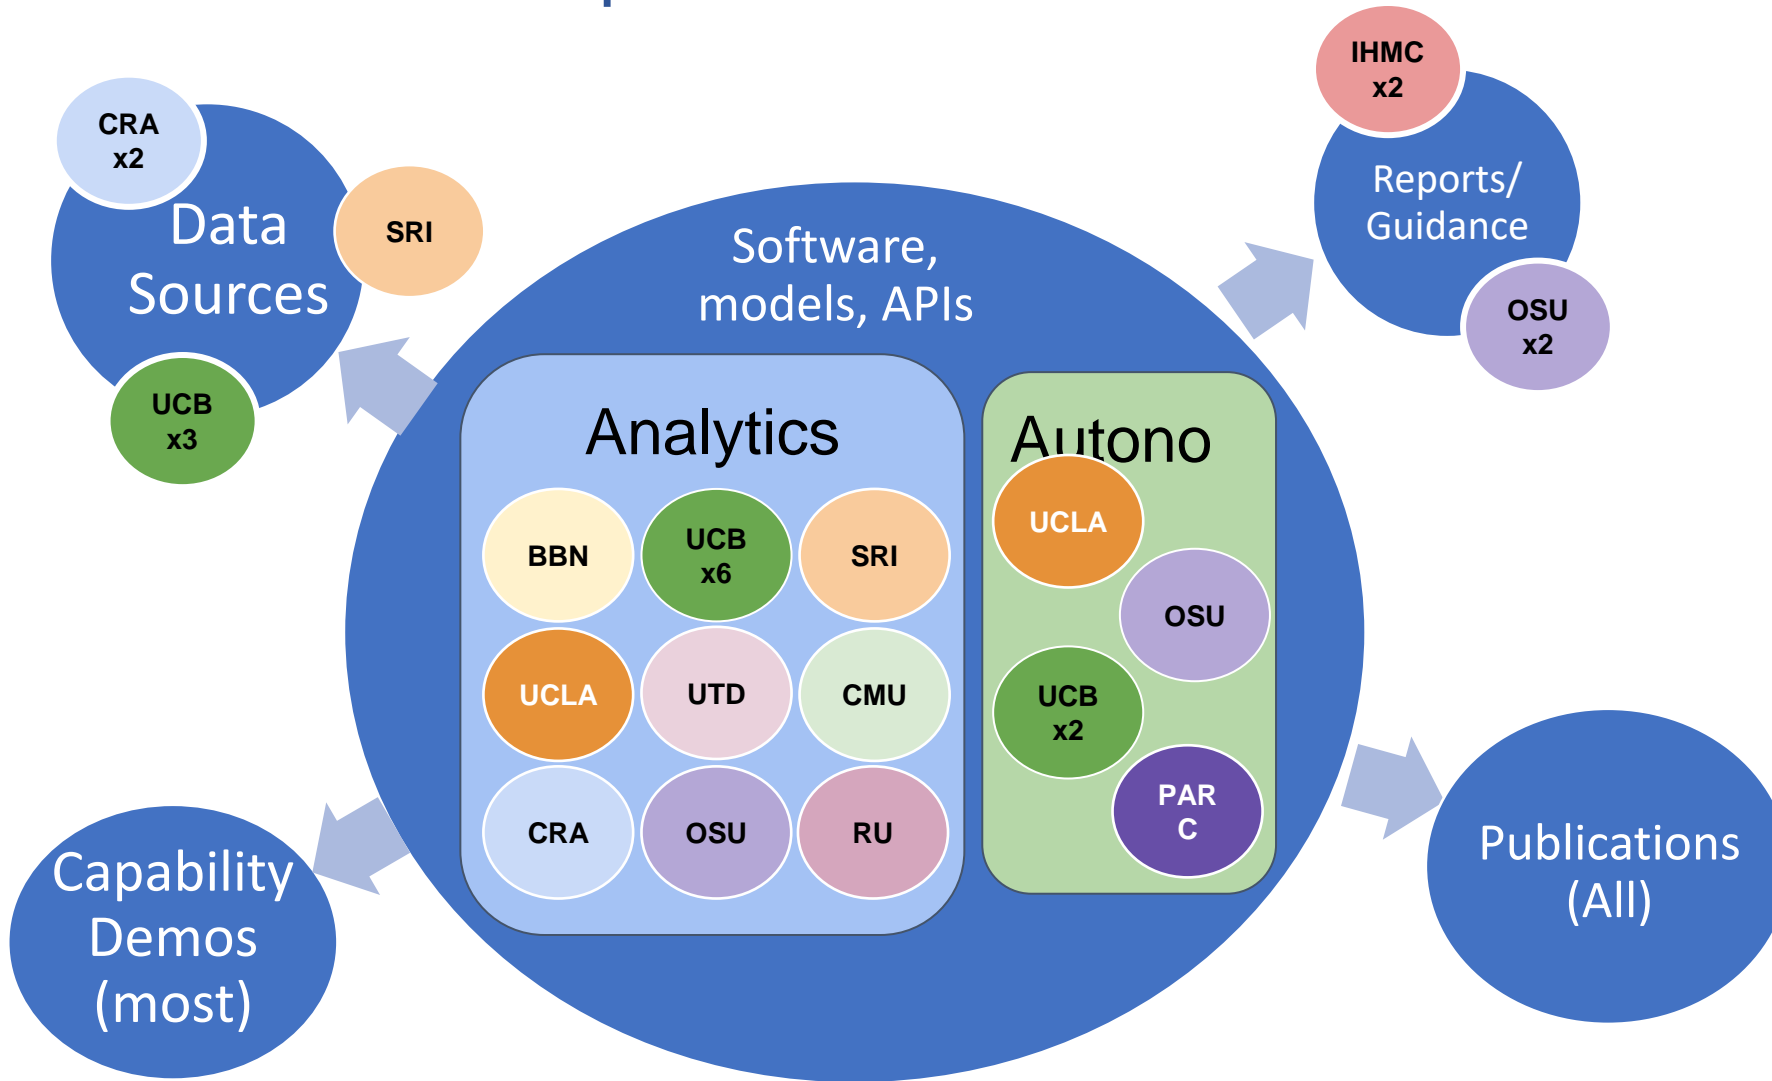 IHMC
x2
CRA
x2
Data
Sources
SRI
UCB
x3
Reports/
Guidance
OSU
x2
Software,
models, APIs
Analytics
BBN
UCB
x6
SRI
UCLA
UTD
CMU
CRA
OSU
RU
Autono
UCLA
OSU
UCB
x2
PAR
C
Capability
Demos
(most)
Publications
(All)